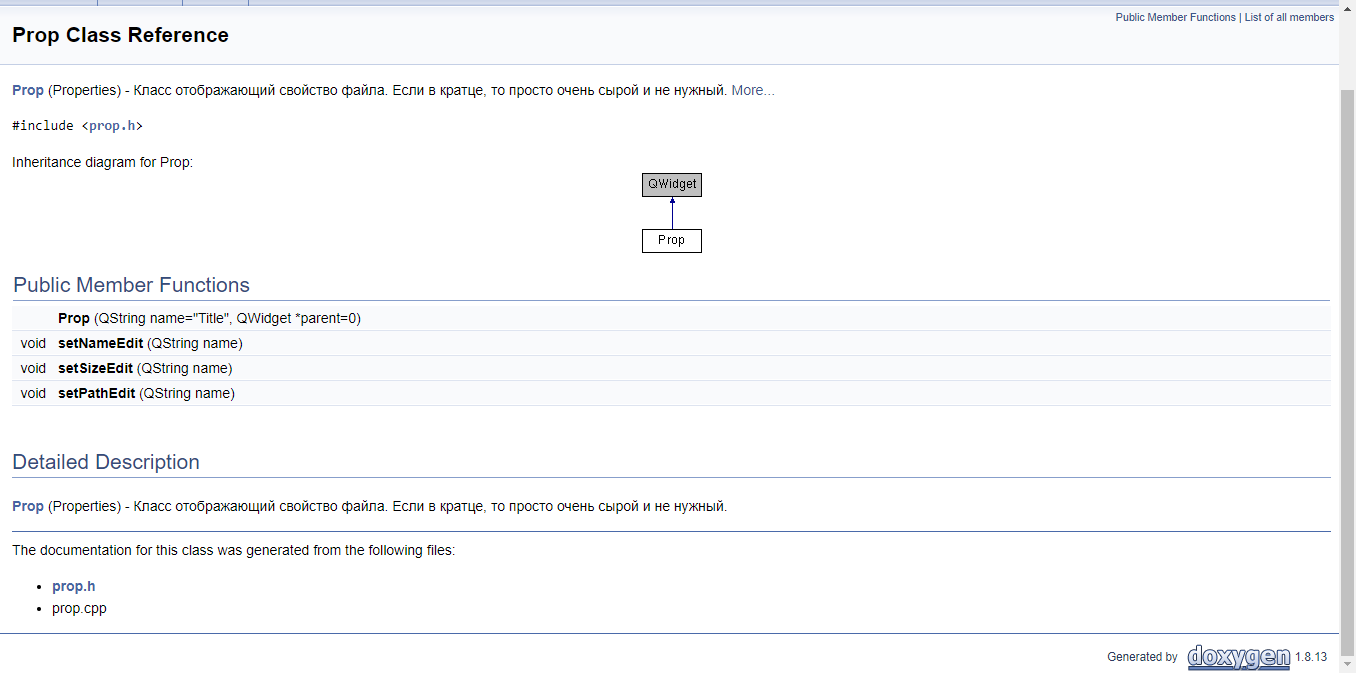 Public Member Functions | List of all members
Prop Class Reference
Prop (Properties) - Класс отображающий свойство файла. Если в кратце, то просто очень сырой и не нужный. More...
#include <prop.h>
Inheritance diagram for Prop:
QWidget
Prop
Public Member Functions
Prop (QString name="Title", QWidget *parent=0)
void setNameEdit (QString name)
void setSizeEdit (QString name)
void setPathEdit (QString name)
Detailed Description
Prop (Properties) - Класс отображающий свойство файла. Если в кратце, то просто очень сырой и не нужный.
The documentation for this class was generated from the following files:
• prop.h
• prop.cpp
Generated by doxygen 1.8.13